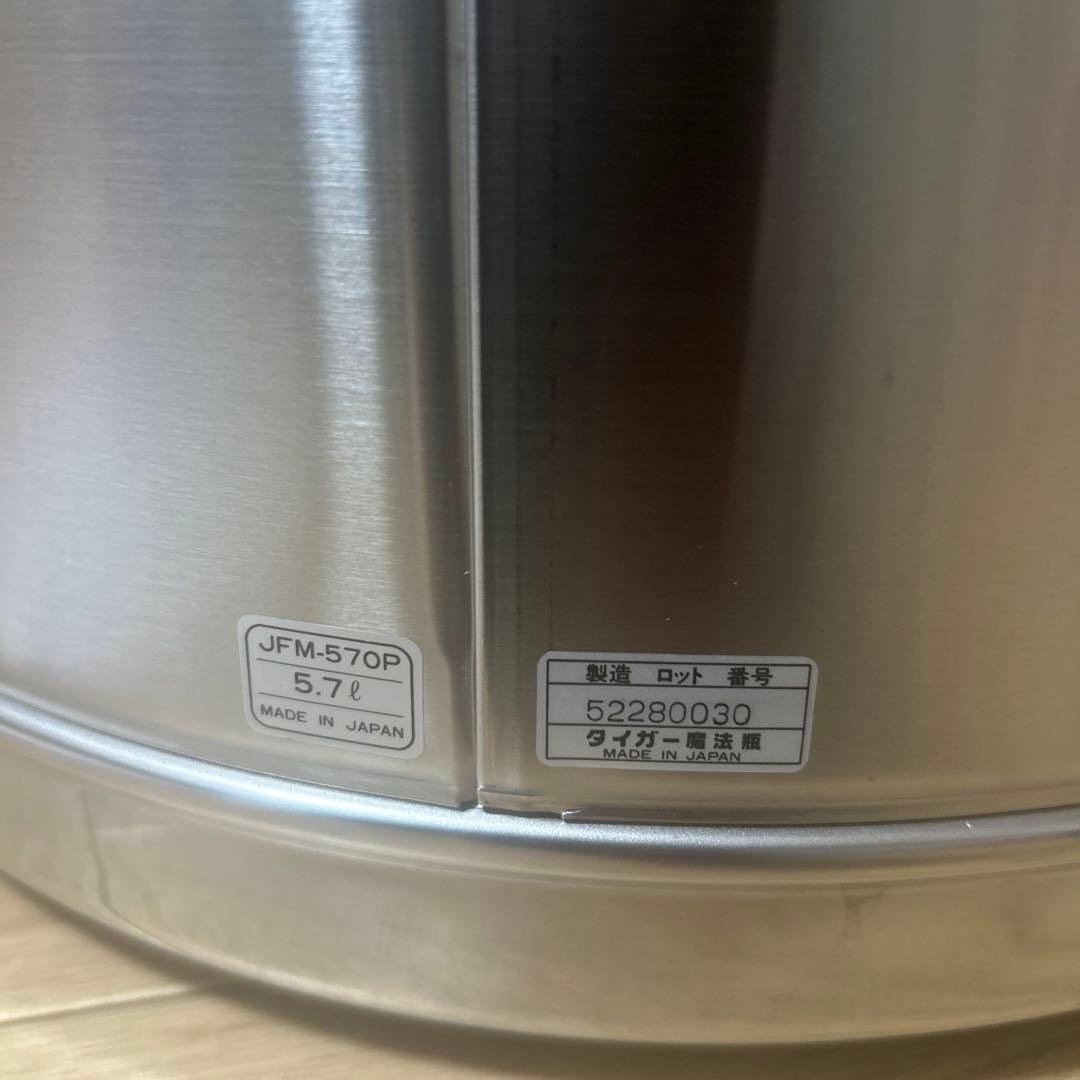 JFM-570P
5.7ℓ
MADE IN JAPAN
製造 ロット 番号
52280030
タイガー魔法瓶
MADE IN JAPAN